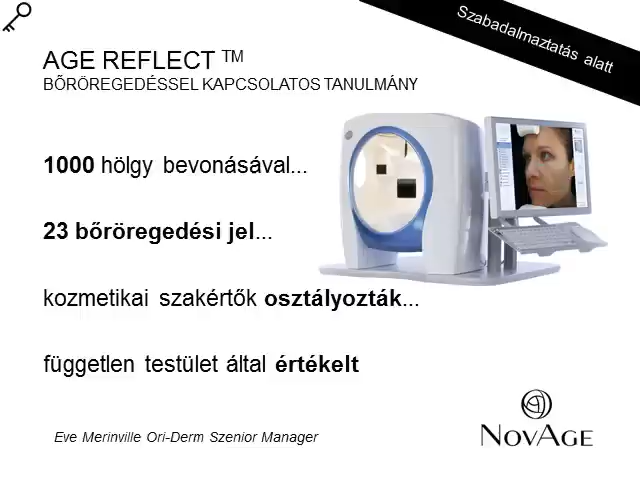 Szabadalmaztatás alatt
AGE REFLECT TM
BŐRÖREGEDÉSSEL KAPCSOLATOS TANULMÁNY
1000 hölgy bevonásával...
23 bőröregedési jel...
kozmetikai szakértők osztályozták...
független testület által értékelt
Eve Merinville Ori-Derm Szenior Manager
NOVAGE